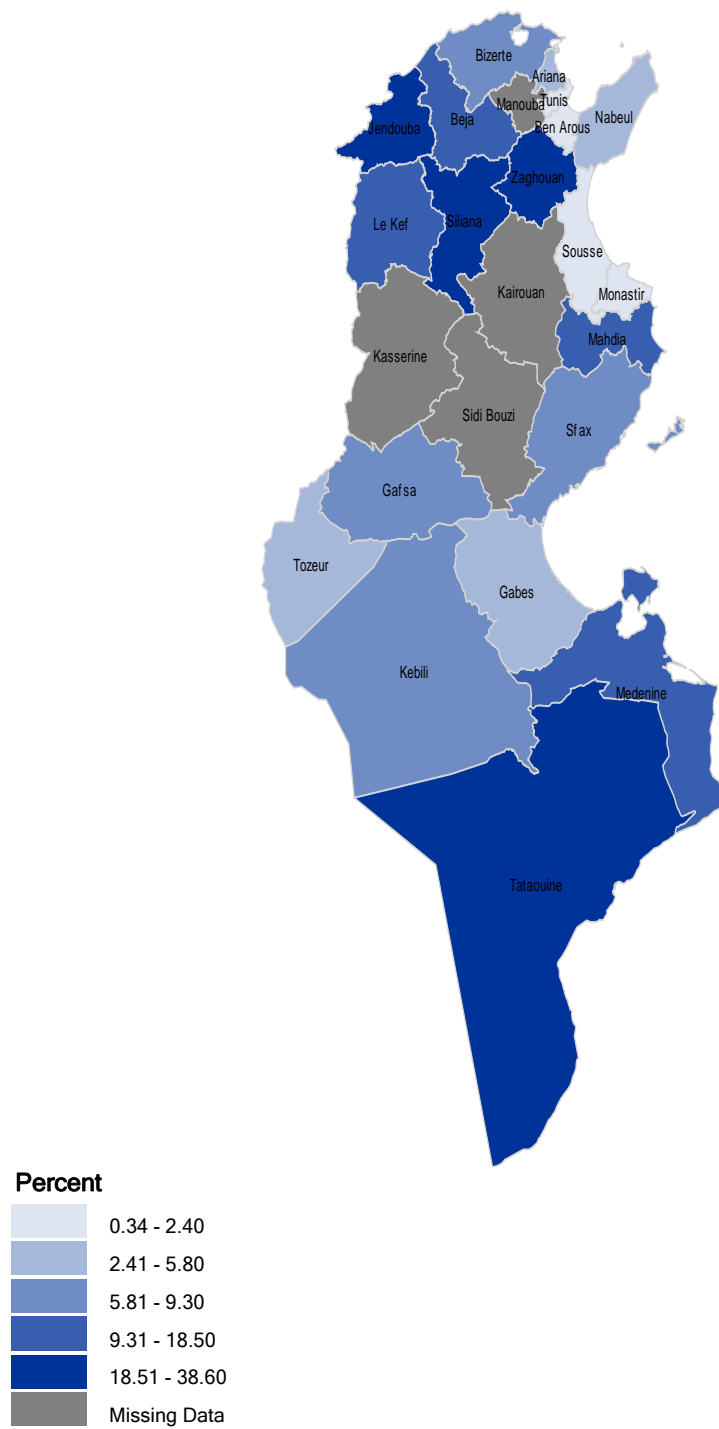 Bizerte
Ariana
Tunis
Manouba
Nabeul
Ben Arous
Beja
Jendouba
Zaghouan
Le Kef
Siliana
Sousse
Kairouan
Monastir
Mahdia
Kasserine
Sidi Bouzi
Sfax
Gafsa
Tozeur
Gabes
Kebili
Medenine
Tataouine
Percent
0.34 - 2.40
2.41 - 5.80
5.81 - 9.30
9.31 - 18.50
18.51 - 38.60
Missing Data